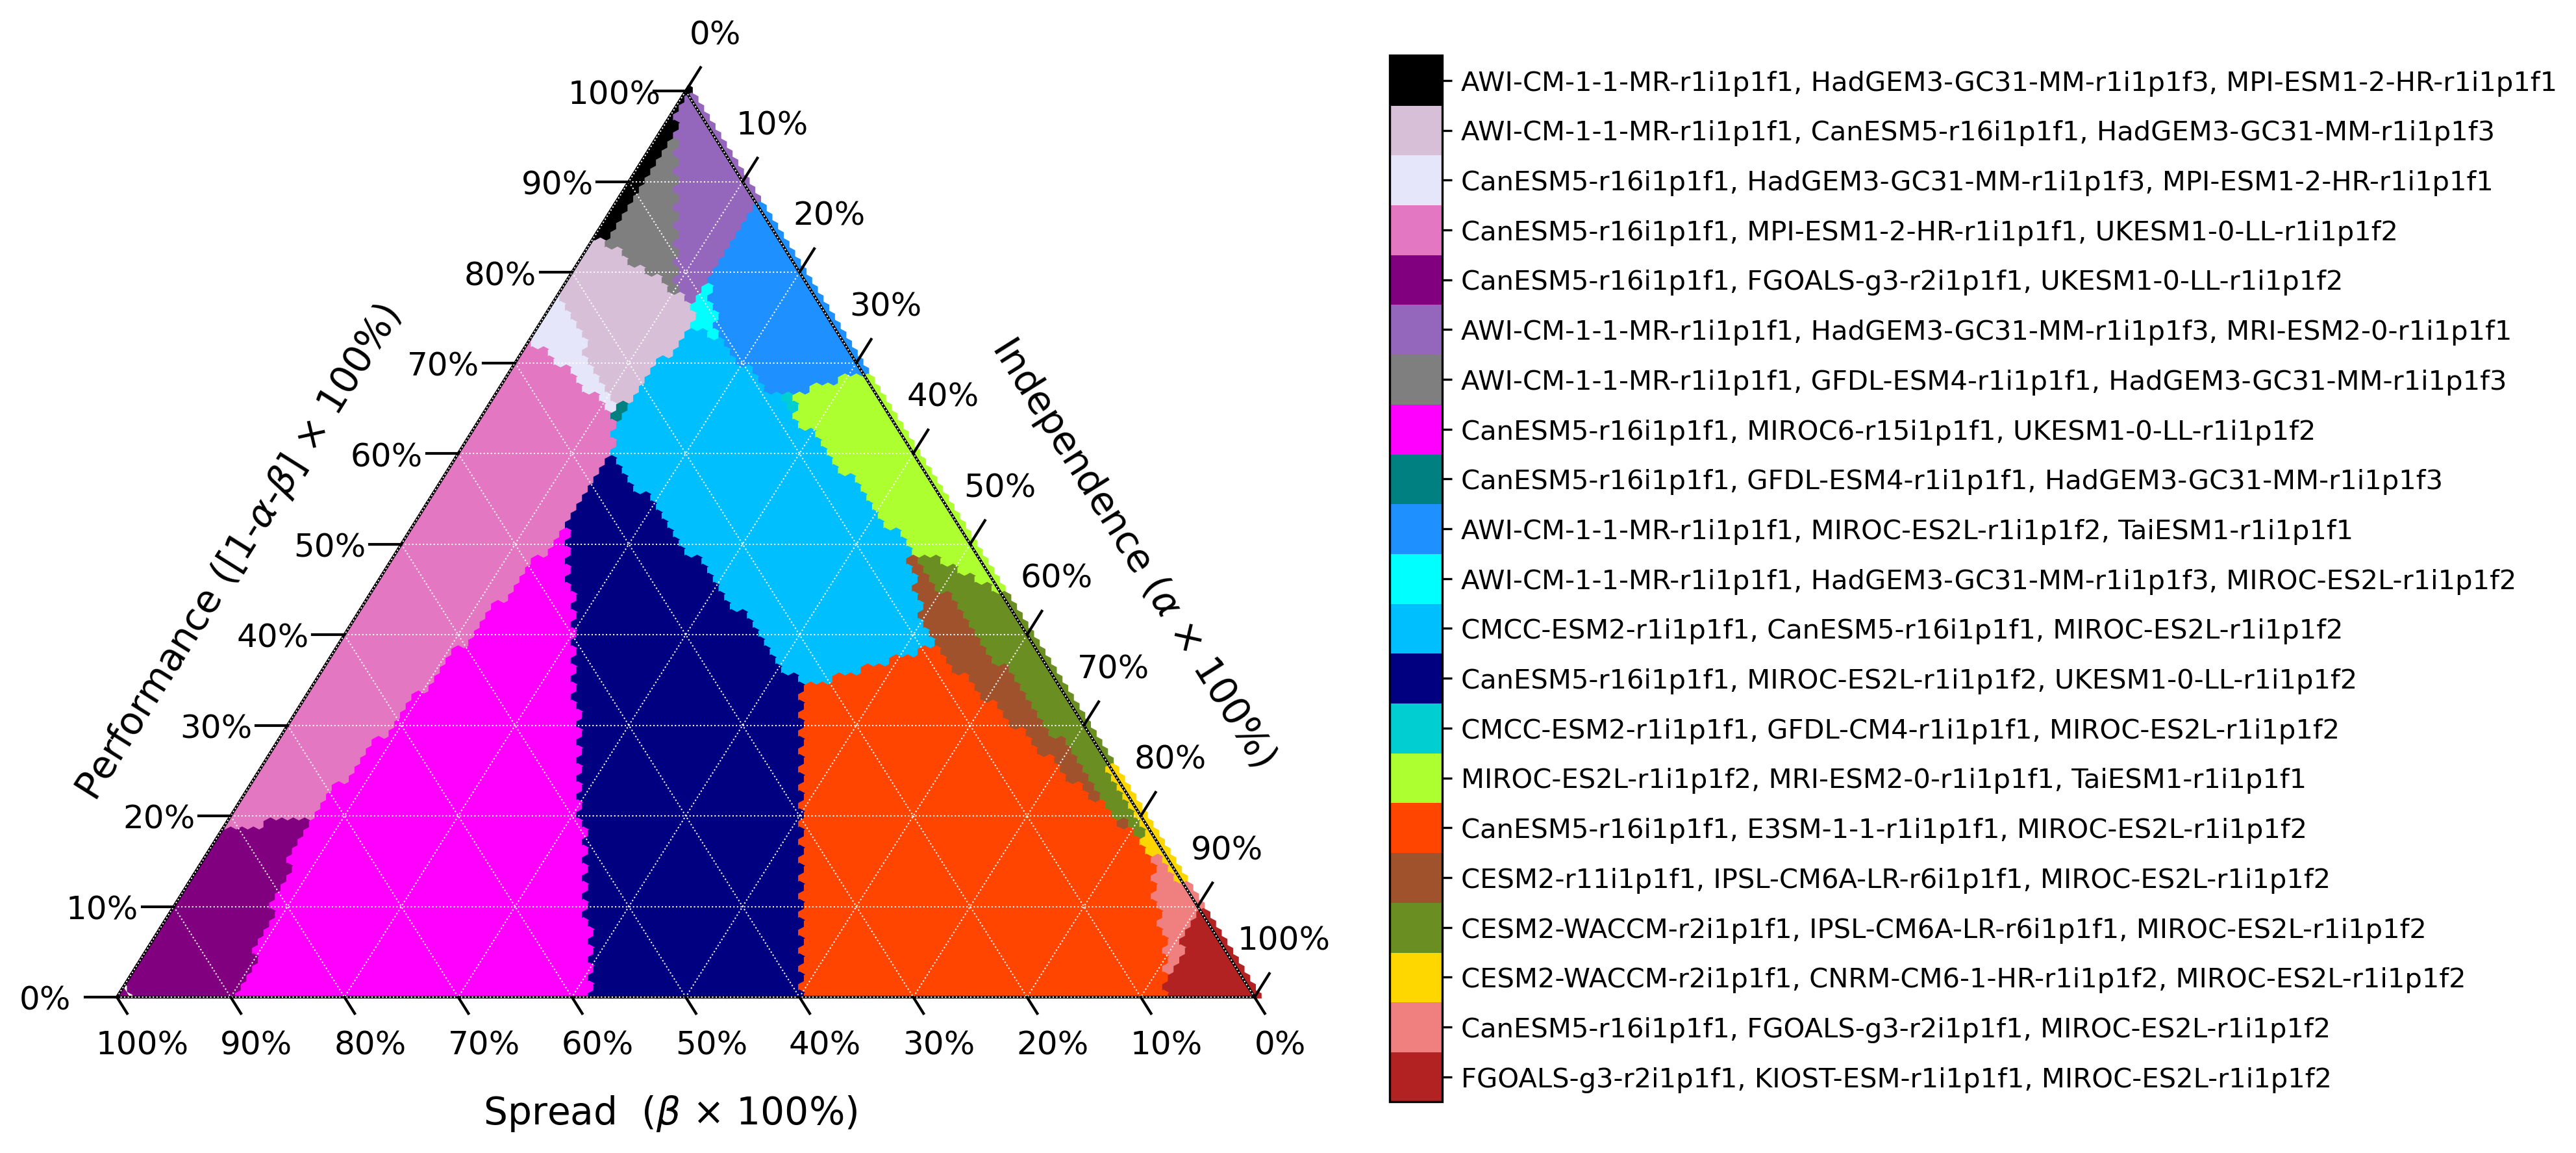 0%
100%
10%
90%
20%
80%
30%
70%
40%
60%
50%
50%
60%
40%
70%
30%
80%
20%
90%
10%
100%
0%
100% 90% 80% 70% 60% 50% 40% 30% 20% 10% 0%
Performance ([1-α-β] × 100%)
Independence (α × 100%)
Spread (β × 100%)
AWI-CM-1-1-MR-r1i1p1f1, HadGEM3-GC31-MM-r1i1p1f3, MPI-ESM1-2-HR-r1i1p1f1
AWI-CM-1-1-MR-r1i1p1f1, CanESM5-r16i1p1f1, HadGEM3-GC31-MM-r1i1p1f3
CanESM5-r16i1p1f1, HadGEM3-GC31-MM-r1i1p1f3, MPI-ESM1-2-HR-r1i1p1f1
CanESM5-r16i1p1f1, MPI-ESM1-2-HR-r1i1p1f1, UKESM1-0-LL-r1i1p1f2
CanESM5-r16i1p1f1, FGOALS-g3-r2i1p1f1, UKESM1-0-LL-r1i1p1f2
AWI-CM-1-1-MR-r1i1p1f1, HadGEM3-GC31-MM-r1i1p1f3, MRI-ESM2-0-r1i1p1f1
AWI-CM-1-1-MR-r1i1p1f1, GFDL-ESM4-r1i1p1f1, HadGEM3-GC31-MM-r1i1p1f3
CanESM5-r16i1p1f1, MIROC6-r15i1p1f1, UKESM1-0-LL-r1i1p1f2
CanESM5-r16i1p1f1, GFDL-ESM4-r1i1p1f1, HadGEM3-GC31-MM-r1i1p1f3
AWI-CM-1-1-MR-r1i1p1f1, MIROC-ES2L-r1i1p1f2, TaiESM1-r1i1p1f1
AWI-CM-1-1-MR-r1i1p1f1, HadGEM3-GC31-MM-r1i1p1f3, MIROC-ES2L-r1i1p1f2
CMCC-ESM2-r1i1p1f1, CanESM5-r16i1p1f1, MIROC-ES2L-r1i1p1f2
CanESM5-r16i1p1f1, MIROC-ES2L-r1i1p1f2, UKESM1-0-LL-r1i1p1f2
CMCC-ESM2-r1i1p1f1, GFDL-CM4-r1i1p1f1, MIROC-ES2L-r1i1p1f2
MIROC-ES2L-r1i1p1f2, MRI-ESM2-0-r1i1p1f1, TaiESM1-r1i1p1f1
CanESM5-r16i1p1f1, E3SM-1-1-r1i1p1f1, MIROC-ES2L-r1i1p1f2
CESM2-r11i1p1f1, IPSL-CM6A-LR-r6i1p1f1, MIROC-ES2L-r1i1p1f2
CESM2-WACCM-r2i1p1f1, IPSL-CM6A-LR-r6i1p1f1, MIROC-ES2L-r1i1p1f2
CESM2-WACCM-r2i1p1f1, CNRM-CM6-1-HR-r1i1p1f2, MIROC-ES2L-r1i1p1f2
CanESM5-r16i1p1f1, FGOALS-g3-r2i1p1f1, MIROC-ES2L-r1i1p1f2
FGOALS-g3-r2i1p1f1, KIOST-ESM-r1i1p1f1, MIROC-ES2L-r1i1p1f2